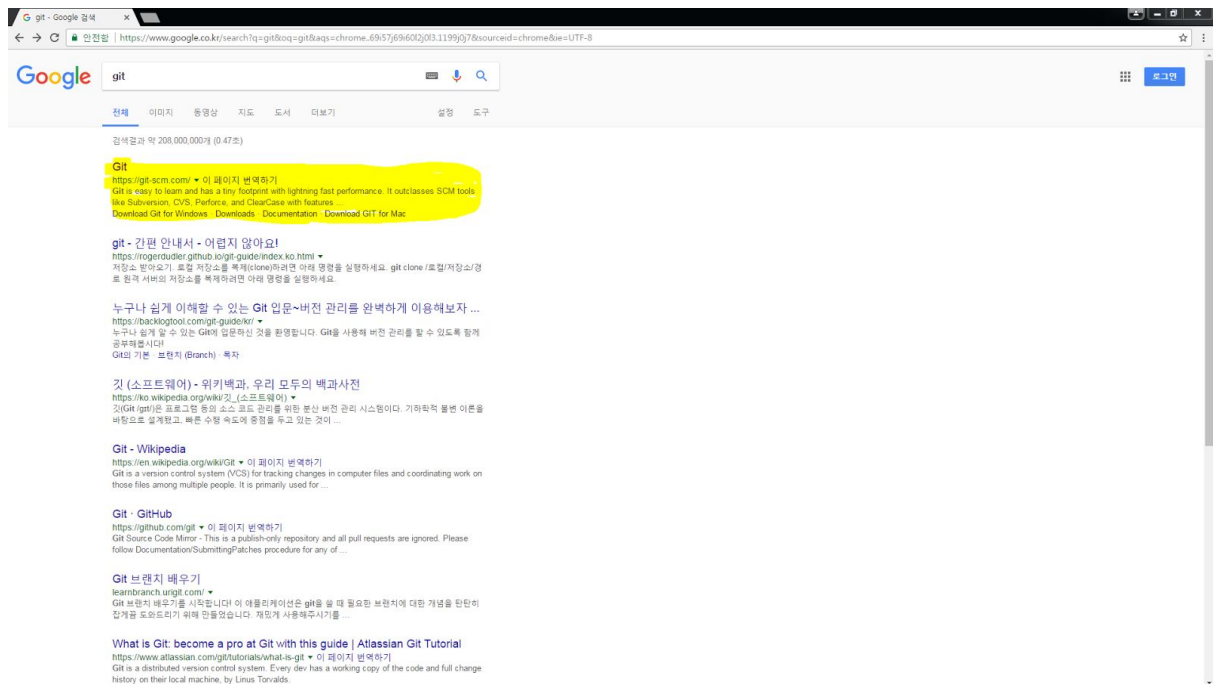 G git - Google 검색
안전함 | https://www.google.co.kr/search?q=git&oq=git&aqs=chrome..69i57j69i60l2j0l3.1199j0j7&sourceid=chrome&ie=UTF-8
Google git
로그인
전체 이미지 동영상 지도 도서 더보기 설정 도구
검색결과 약 208,000,000개 (0.47초)
Git
https://git-scm.com/ ▾ 이 페이지 번역하기
Git is easy to learn and has a tiny footprint with lightning fast performance. It outclasses SCM tools
like Subversion, CVS, Perforce, and ClearCase with features ...
Download Git for Windows · Downloads · Documentation · Download GIT for Mac
git - 간편 안내서 - 어렵지 않아요!
https://rogerdudler.github.io/git-guide/index.ko.html ▾
저장소 받아오기. 로컬 저장소를 복제(clone)하려면 아래 명령을 실행하세요. git clone /로컬/저장소/경
로 원격 서버의 저장소를 복제하려면 아래 명령을 실행하세요.
누구나 쉽게 이해할 수 있는 Git 입문~버전 관리를 완벽하게 이용해보자 ...
https://backlogtool.com/git-guide/kr/ ▾
누구나 쉽게 알 수 있는 Git에 입문하신 것을 환영합니다. Git을 사용해 버전 관리를 할 수 있도록 함께
공부해봅시다!
Git의 기본 · 브랜치 (Branch) · 목차
깃 (소프트웨어) - 위키백과, 우리 모두의 백과사전
https://ko.wikipedia.org/wiki/깃_(소프트웨어) ▾
깃(Git /ɡɪt/)은 프로그램 등의 소스 코드 관리를 위한 분산 버전 관리 시스템이다. 기하학적 불변 이론을
바탕으로 설계됐고, 빠른 수행 속도에 중점을 두고 있는 것이 ...
Git - Wikipedia
https://en.wikipedia.org/wiki/Git ▾ 이 페이지 번역하기
Git is a version control system (VCS) for tracking changes in computer files and coordinating work on
those files among multiple people. It is primarily used for ...
Git · GitHub
https://github.com/git ▾ 이 페이지 번역하기
Git Source Code Mirror - This is a publish-only repository and all pull requests are ignored. Please
follow Documentation/SubmittingPatches procedure for any of ...
Git 브랜치 배우기
learnbranch.urigit.com/ ▾
Git 브랜치 배우기를 시작합니다! 이 애플리케이션은 git을 쓸 때 필요한 브랜치에 대한 개념을 탄탄히
잡게끔 도와드리기 위해 만들었습니다. 재밌게 사용해주시기를 ...
What is Git: become a pro at Git with this guide | Atlassian Git Tutorial
https://www.atlassian.com/git/tutorials/what-is-git ▾ 이 페이지 번역하기
Git is a distributed version control system. Every dev has a working copy of the code and full change
history on their local machine, by Linus Torvalds.